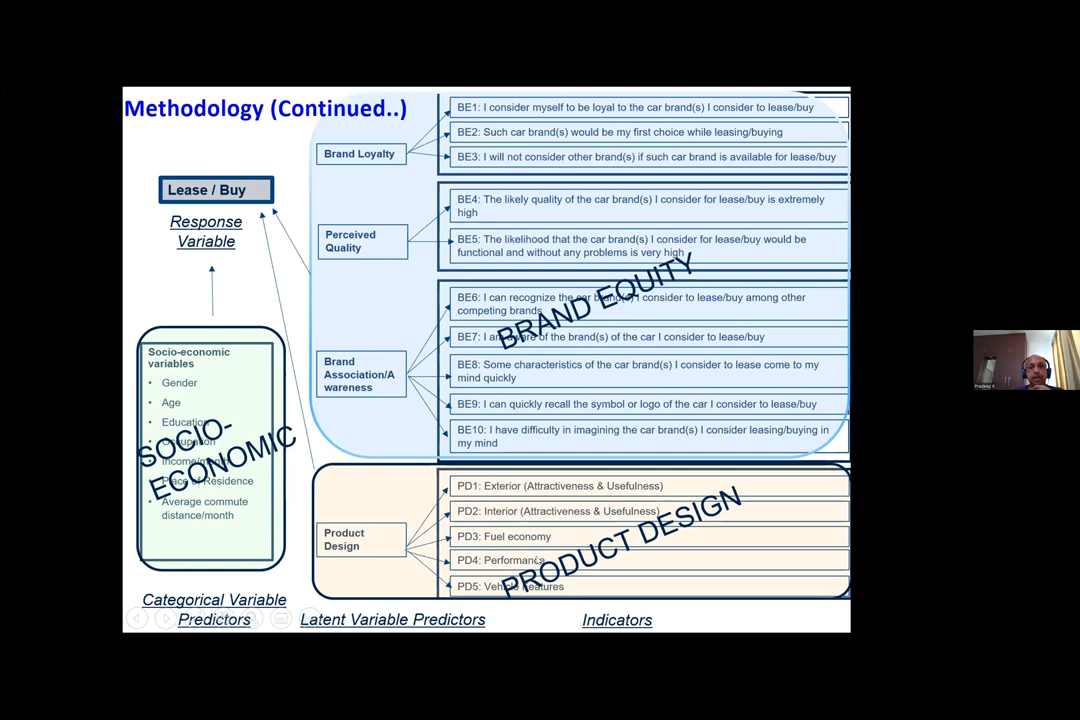 Methodology (Continued..)
Lease / Buy
Response
Variable
Socio-economic
variables
• Gender
• Age
• Education
• Occupation
• Income/month
• Place of Residence
• Average commute
distance/month
SOCIO-
ECONOMIC
Categorical Variable
Predictors
Brand Loyalty
BE1: I consider myself to be loyal to the car brand(s) I consider to lease/buy
BE2: Such car brand(s) would be my first choice while leasing/buying
BE3: I will not consider other brand(s) if such car brand is available for lease/buy
Perceived
Quality
BE4: The likely quality of the car brand(s) I consider for lease/buy is extremely
high
BE5: The likelihood that the car brand(s) I consider for lease/buy would be
functional and without any problems is very high
Brand
Association/A
wareness
BE6: I can recognize the car brand(s) I consider to lease/buy among other
competing brands
BE7: I am aware of the brand(s) of the car I consider to lease/buy
BE8: Some characteristics of the car brand(s) I consider to lease come to my
mind quickly
BE9: I can quickly recall the symbol or logo of the car I consider to lease/buy
BE10: I have difficulty in imagining the car brand(s) I consider leasing/buying in
my mind
BRAND EQUITY
Product
Design
PD1: Exterior (Attractiveness & Usefulness)
PD2: Interior (Attractiveness & Usefulness)
PD3: Fuel economy
PD4: Performance
PD5: Vehicle Features
PRODUCT DESIGN
Latent Variable Predictors
Indicators
Pradeep K